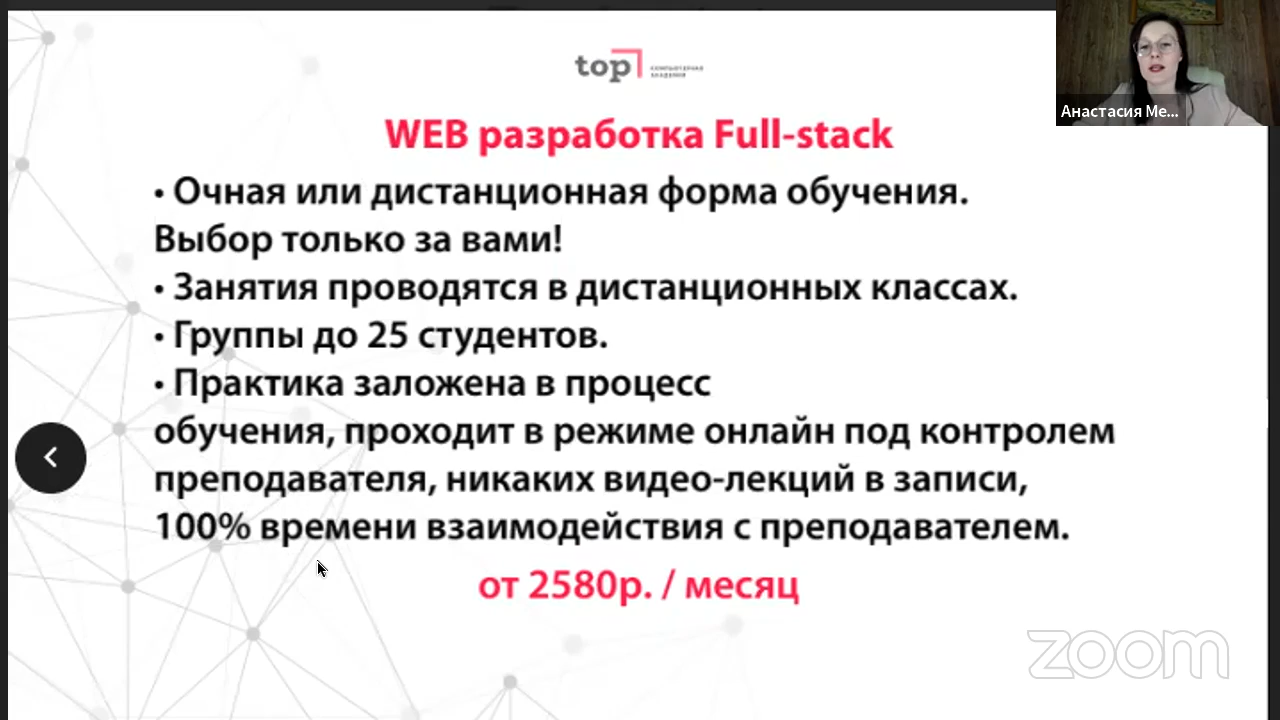 top КОМПЬЮТЕРНАЯ
АКАДЕМИЯ
Анастасия Ме...
WEB разработка Full-stack
• Очная или дистанционная форма обучения.
Выбор только за вами!
• Занятия проводятся в дистанционных классах.
• Группы до 25 студентов.
• Практика заложена в процесс
обучения, проходит в режиме онлайн под контролем
преподавателя, никаких видео-лекций в записи,
100% времени взаимодействия с преподавателем.
от 2580р. / месяц
zoom